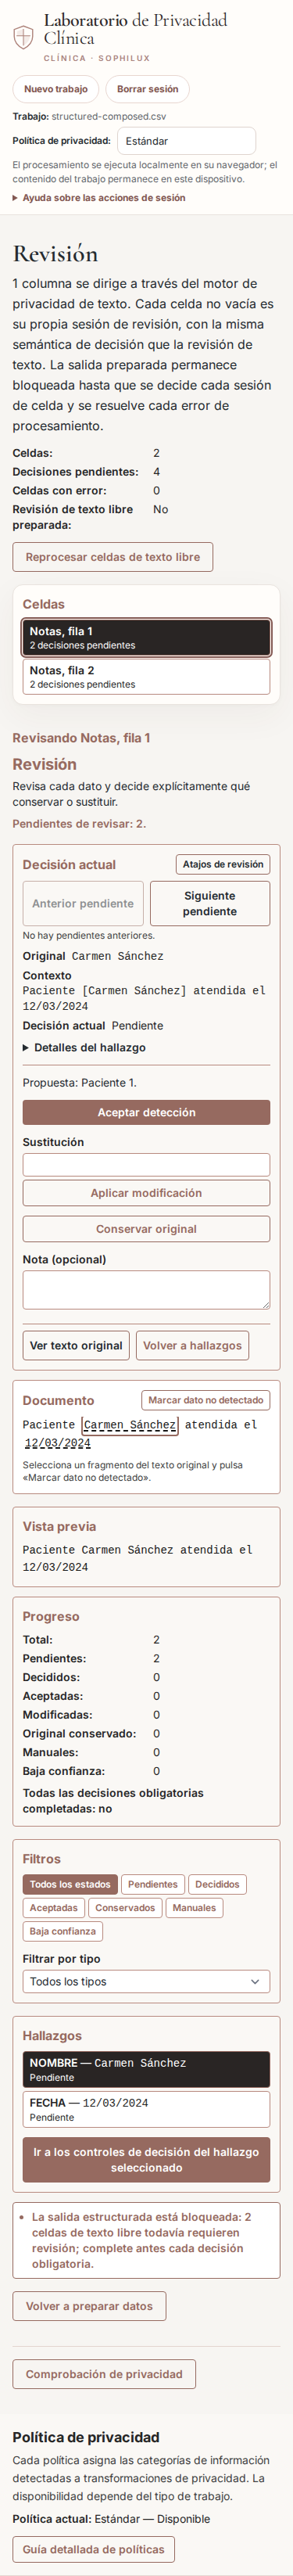 Laboratorio de Privacidad
Clínica
CLÍNICA · SOPHILUX
Nuevo trabajo
Borrar sesión
Trabajo: structured-composed.csv
Política de privacidad: Estándar
El procesamiento se ejecuta localmente en su navegador; el
contenido del trabajo permanece en este dispositivo.
Ayuda sobre las acciones de sesión
Revisión
1 columna se dirige a través del motor de
privacidad de texto. Cada celda no vacía es
su propia sesión de revisión, con la misma
semántica de decisión que la revisión de
texto. La salida preparada permanece
bloqueada hasta que se decide cada sesión
de celda y se resuelve cada error de
procesamiento.
Celdas: 2
Decisiones pendientes: 4
Celdas con error: 0
Revisión de texto libre No
preparada:
Reprocesar celdas de texto libre
Celdas
Notas, fila 1
2 decisiones pendientes
Notas, fila 2
2 decisiones pendientes
Revisando Notas, fila 1
Revisión
Revisa cada dato y decide explícitamente qué
conservar o sustituir.
Pendientes de revisar: 2.
Decisión actual
Atajos de revisión
Anterior pendiente
Siguiente
pendiente
No hay pendientes anteriores.
Original Carmen Sánchez
Contexto
Paciente [Carmen Sánchez] atendida el
12/03/2024
Decisión actual Pendiente
Detalles del hallazgo
Propuesta: Paciente 1.
Aceptar detección
Sustitución
Aplicar modificación
Conservar original
Nota (opcional)
Ver texto original
Volver a hallazgos
Documento
Marcar dato no detectado
Paciente Carmen Sánchez atendida el
12/03/2024
Selecciona un fragmento del texto original y pulsa
«Marcar dato no detectado».
Vista previa
Paciente Carmen Sánchez atendida el
12/03/2024
Progreso
Total: 2
Pendientes: 2
Decididos: 0
Aceptadas: 0
Modificadas: 0
Original conservado: 0
Manuales: 0
Baja confianza: 0
Todas las decisiones obligatorias
completadas: no
Filtros
Todos los estados
Pendientes
Decididos
Aceptadas
Conservados
Manuales
Baja confianza
Filtrar por tipo
Todos los tipos
Hallazgos
NOMBRE — Carmen Sánchez
Pendiente
FECHA — 12/03/2024
Pendiente
Ir a los controles de decisión del hallazgo
seleccionado
• La salida estructurada está bloqueada: 2
celdas de texto libre todavía requieren
revisión; complete antes cada decisión
obligatoria.
Volver a preparar datos
Comprobación de privacidad
Política de privacidad
Cada política asigna las categorías de información
detectadas a transformaciones de privacidad. La
disponibilidad depende del tipo de trabajo.
Política actual: Estándar — Disponible
Guía detallada de políticas